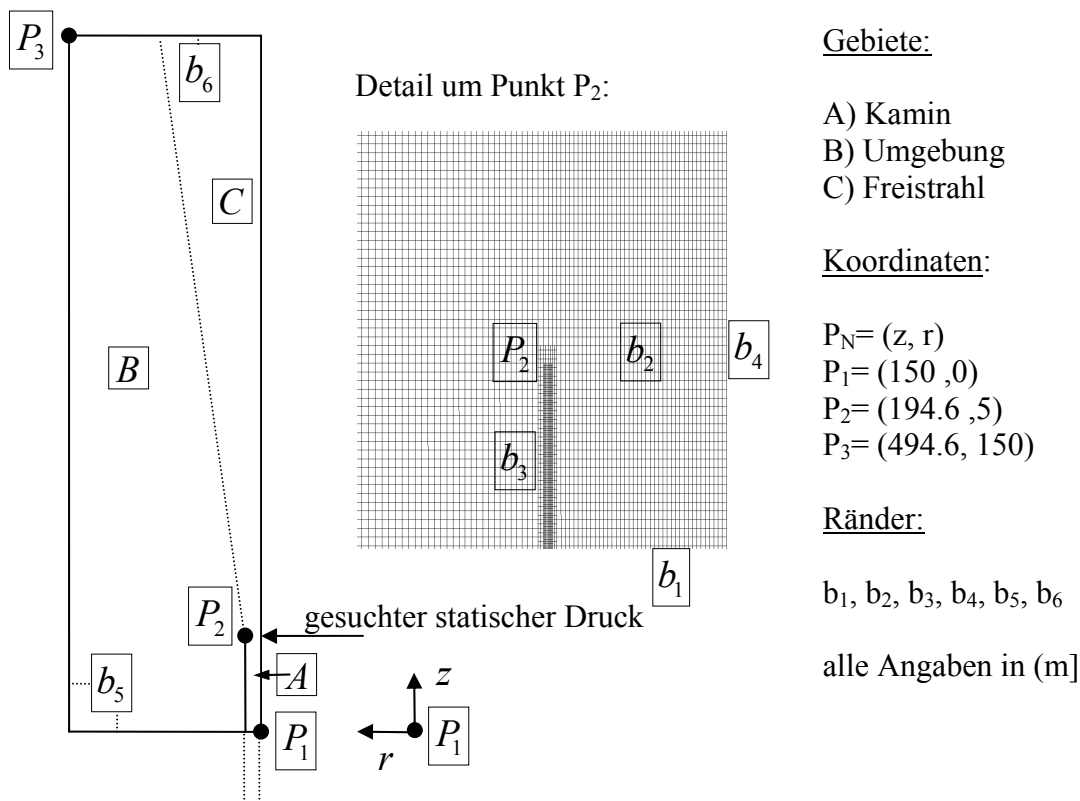 P3
b6
C
B
P2
b5
A
P1
gesuchter statischer Druck
z
r
P1
Detail um Punkt P2:
P2
b2
b4
b3
b1
Gebiete:
A) Kamin
B) Umgebung
C) Freistrahl
Koordinaten:
PN= (z, r)
P1= (150 ,0)
P2= (194.6 ,5)
P3= (494.6, 150)
Ränder:
b1, b2, b3, b4, b5, b6
alle Angaben in (m]